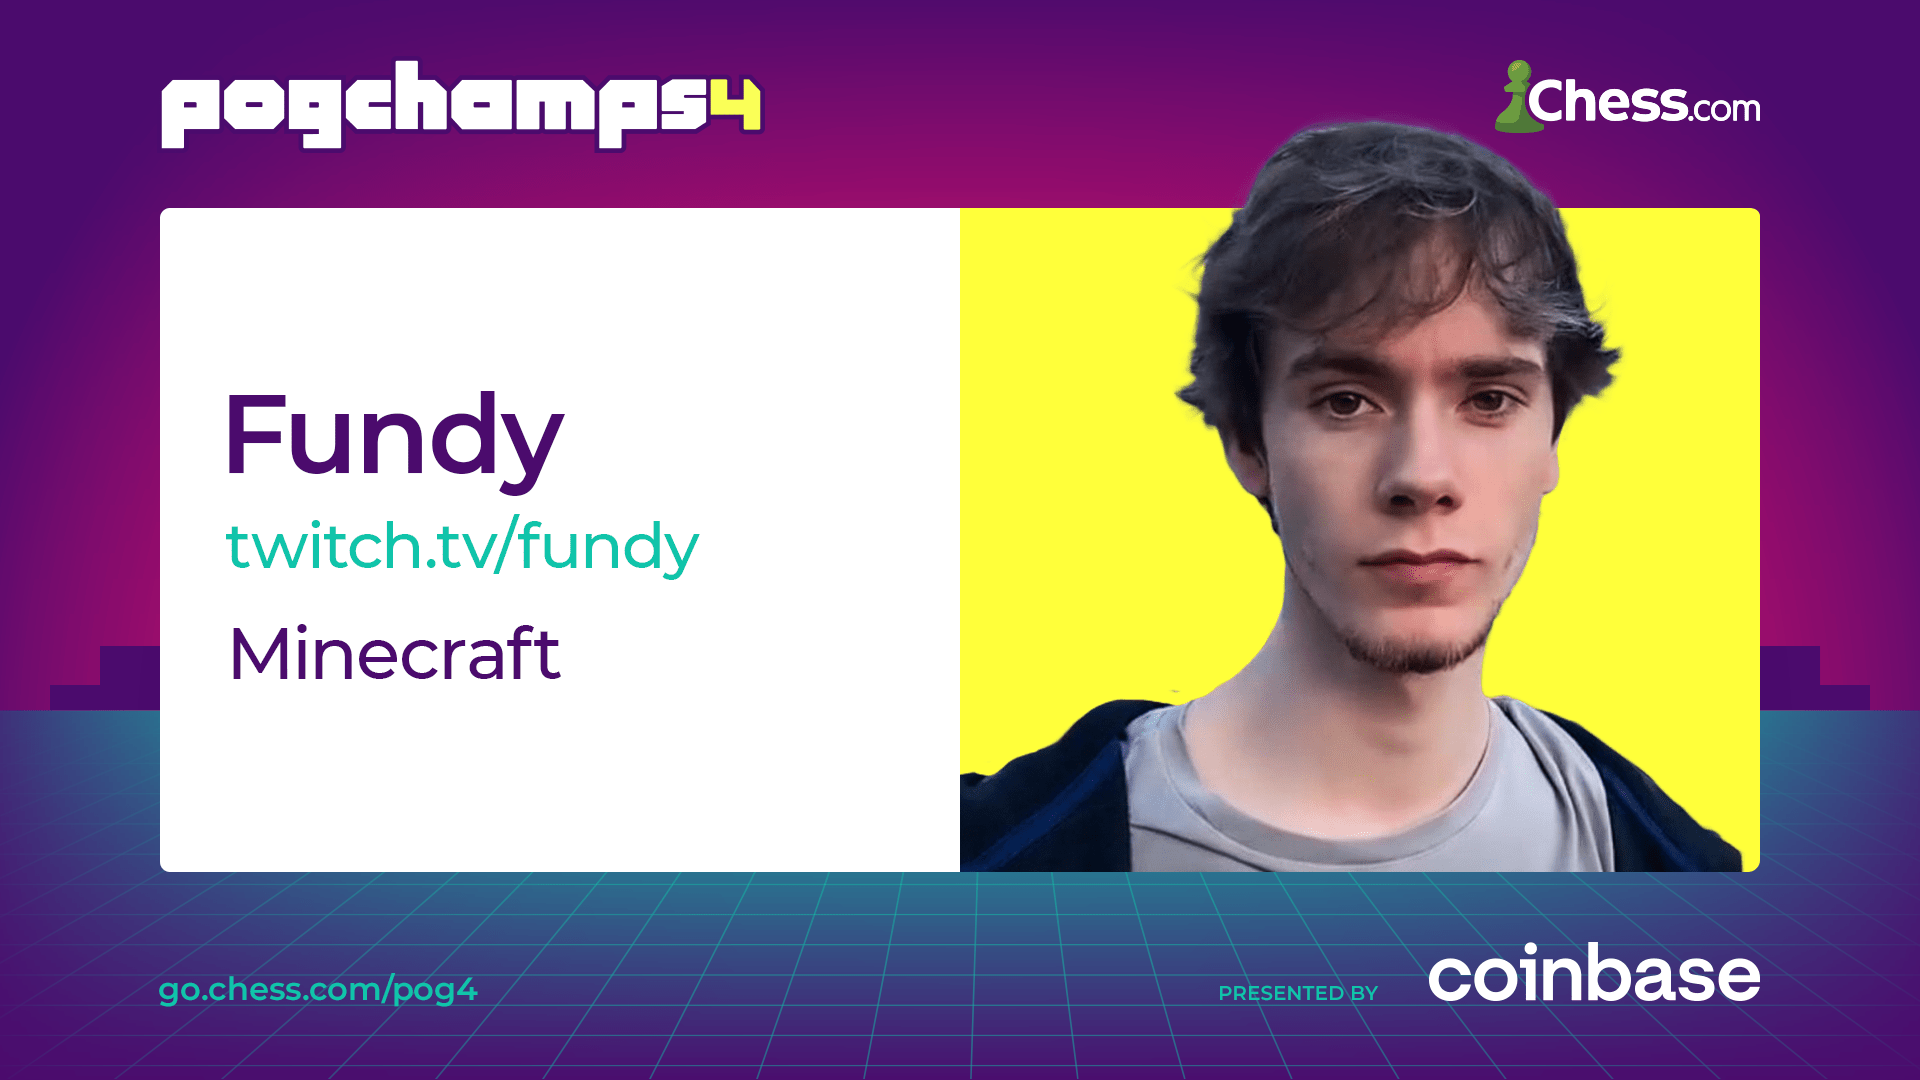 pogchamps4
Chess.com
Fundy
twitch.tv/fundy
Minecraft
go.chess.com/pog4
PRESENTED BY
coinbase